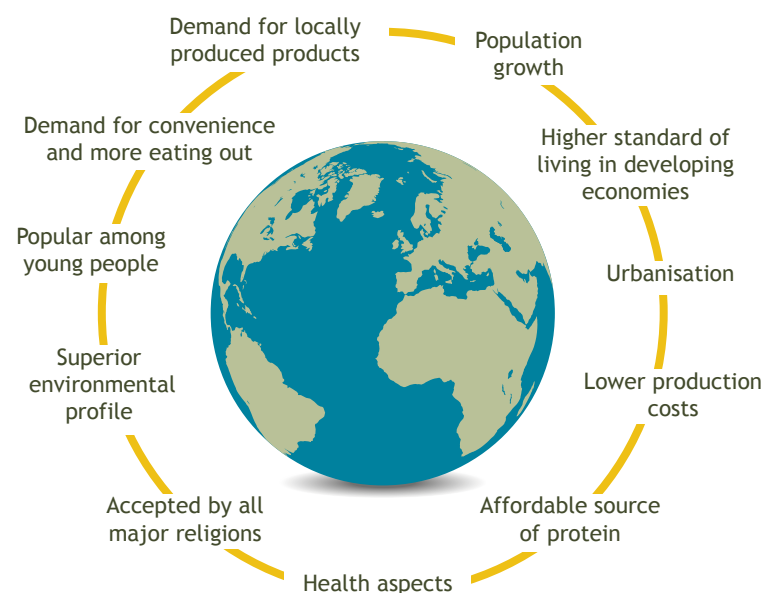 Demand for locally
produced products
Population
growth
Higher standard of
living in developing
economies
Urbanisation
Lower production
costs
Affordable source
of protein
Health aspects
Accepted by all
major religions
Superior
environmental
profile
Popular among
young people
Demand for convenience
and more eating out